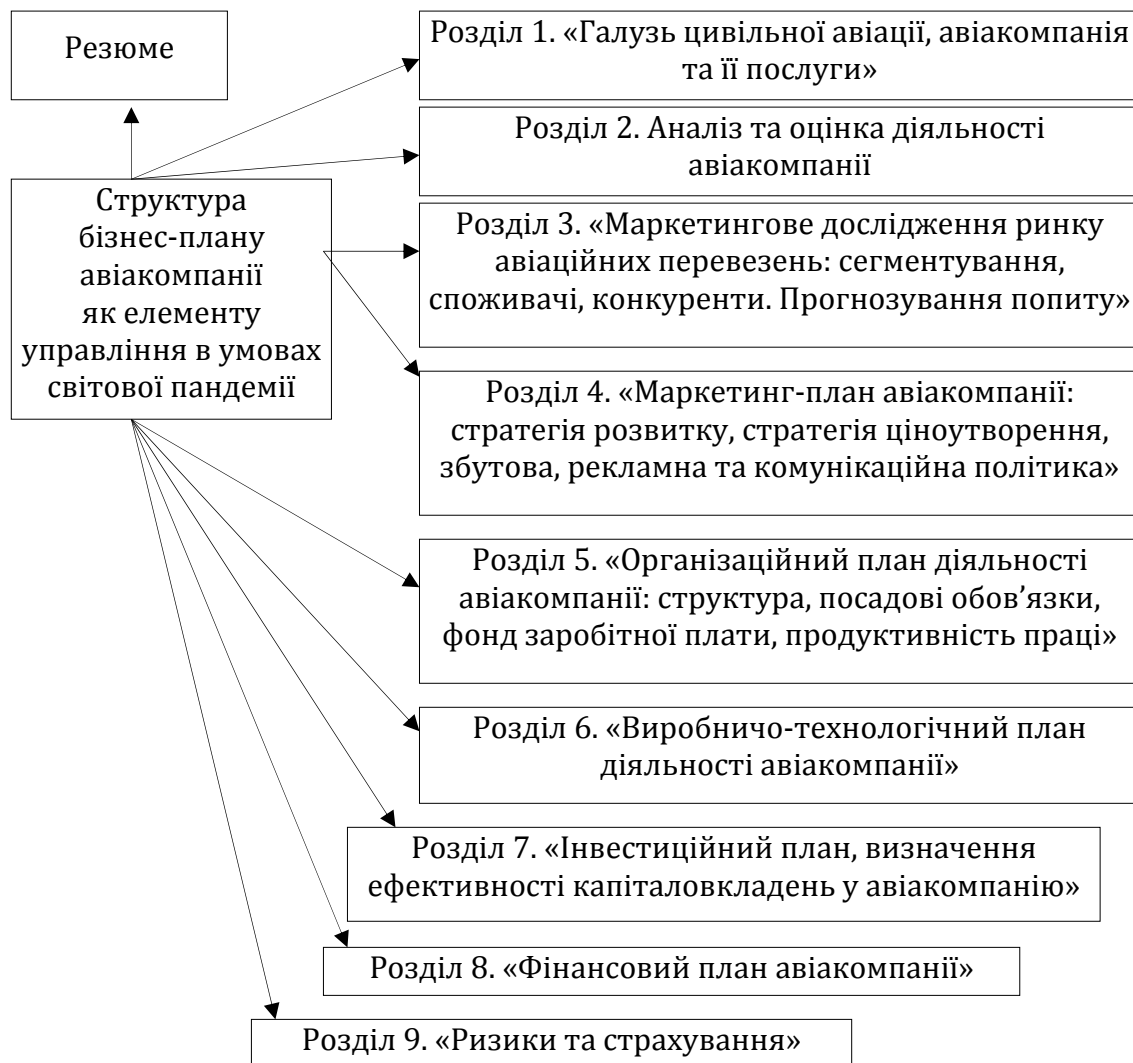 Резюме
Розділ 1. «Галузь цивільної авіації, авіакомпанія
та її послуги»
Розділ 2. Аналіз та оцінка діяльності
авіакомпанії
Структура
бізнес-плану
авіакомпанії
як елементу
управління в умовах
світової пандемії
Розділ 3. «Маркетингове дослідження ринку
авіаційних перевезень: сегментування,
споживачі, конкуренти. Прогнозування попиту»
Розділ 4. «Маркетинг-план авіакомпанії:
стратегія розвитку, стратегія ціноутворення,
збутова, рекламна та комунікаційна політика»
Розділ 5. «Організаційний план діяльності
авіакомпанії: структура, посадові обов’язки,
фонд заробітної плати, продуктивність праці»
Розділ 6. «Виробничо-технологічний план
діяльності авіакомпанії»
Розділ 7. «Інвестиційний план, визначення
ефективності капіталовкладень у авіакомпанію»
Розділ 8. «Фінансовий план авіакомпанії»
Розділ 9. «Ризики та страхування»